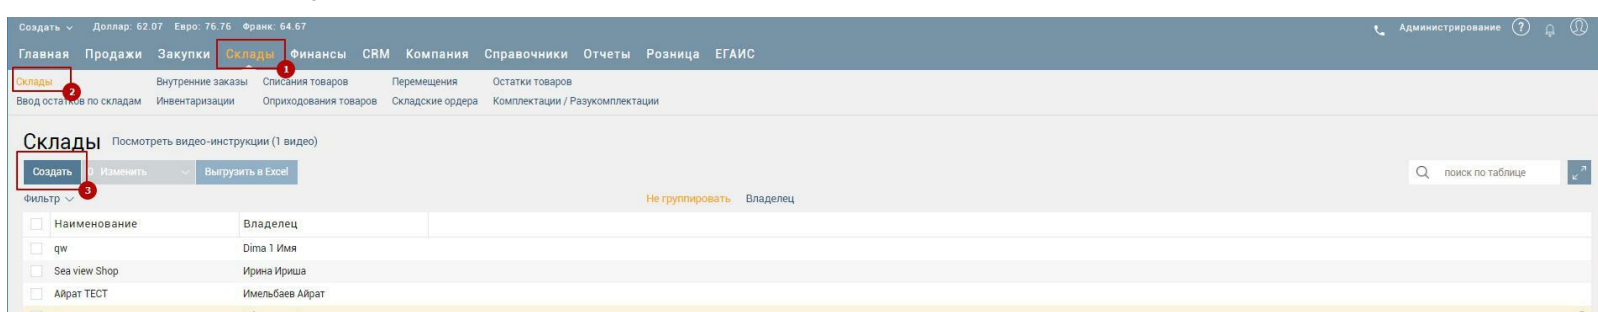 Создать Доллар: 62.07 Евро: 76.76 Франк: 64.67 Администрирование ?
Главная Продажи Закупки Склады Финансы CRM Компания Справочники Отчеты Розница ЕГАИС
1
Склады Внутренние заказы Списания товаров Перемещения Остатки товаров
2
Ввод остатков по складам Инвентаризации Оприходования товаров Складские ордера Комплектации / Разукомплектации
Склады Посмотреть видео-инструкции (1 видео)
Создать Изменить Выгрузить в Excel поиск по таблице
3
Фильтр Не группировать Владелец
Наименование Владелец
qw Dima 1 Имя
Sea view Shop Ирина Ириша
Айрат ТЕСТ Имельбаев Айрат